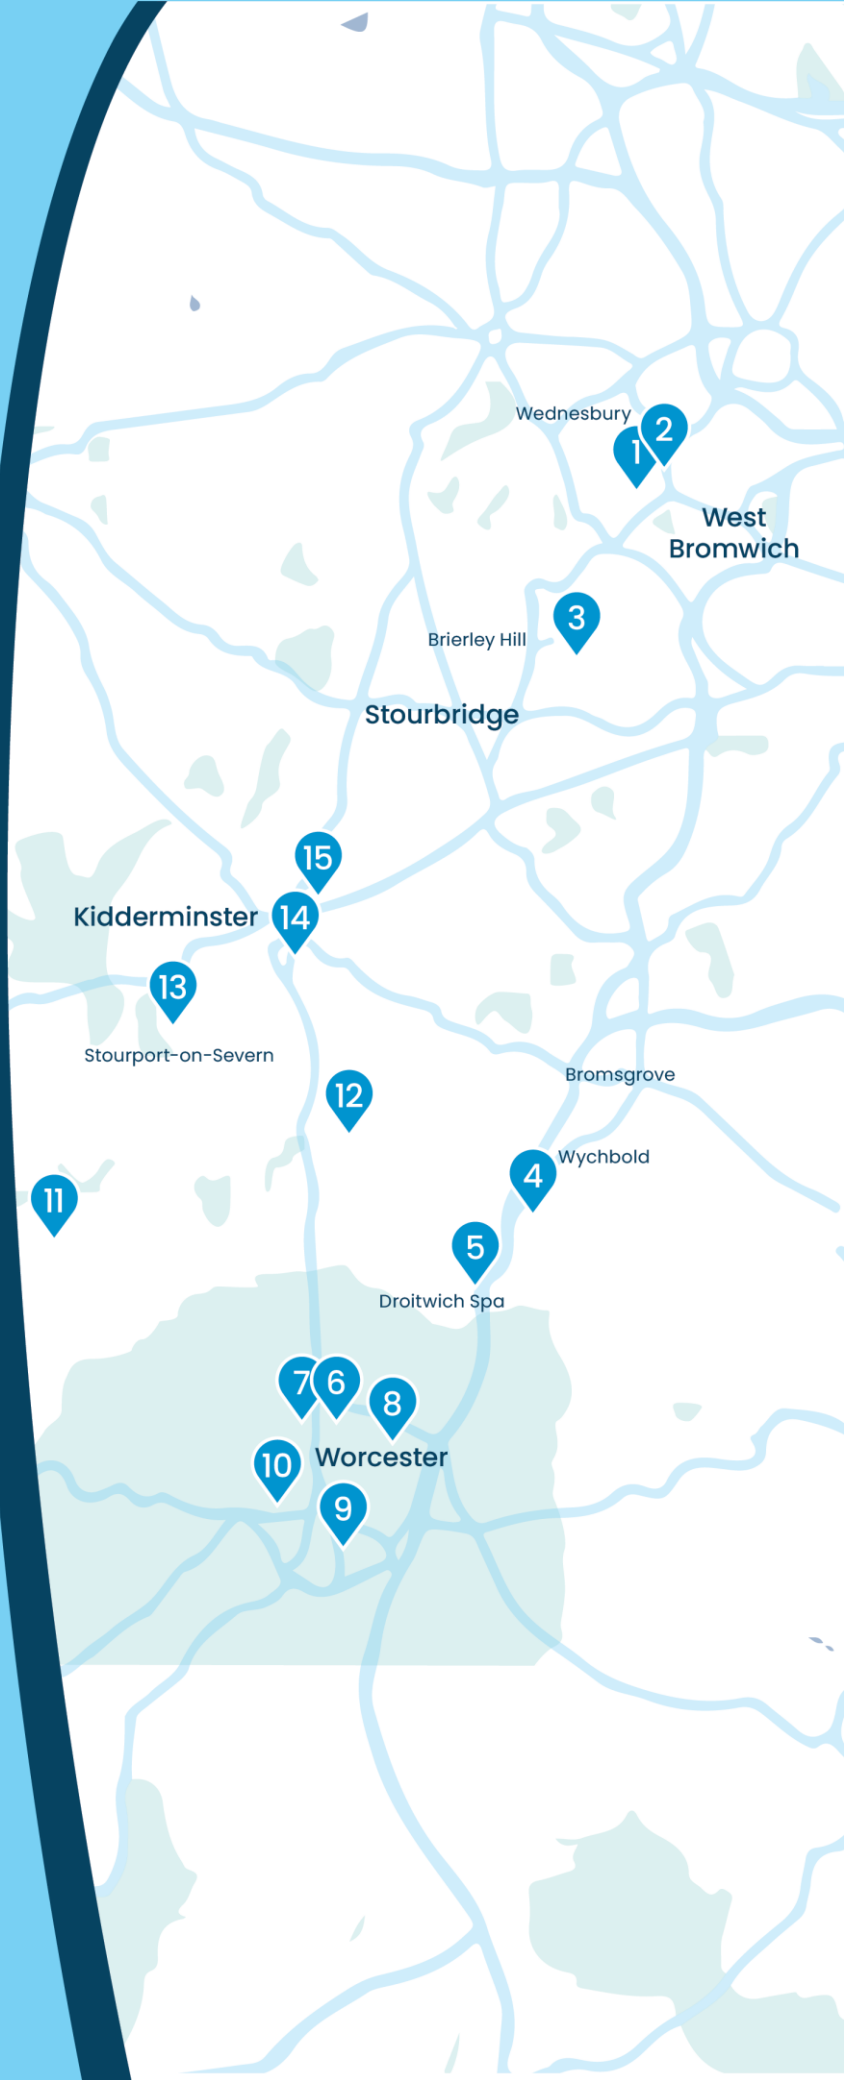 Wednesbury
2
1
West
Bromwich
3
Brierley Hill
Stourbridge
15
Kidderminster
14
13
Stourport-on-Severn
Bromsgrove
12
Wychbold
4
11
5
Droitwich Spa
7
6
8
Worcester
10
9